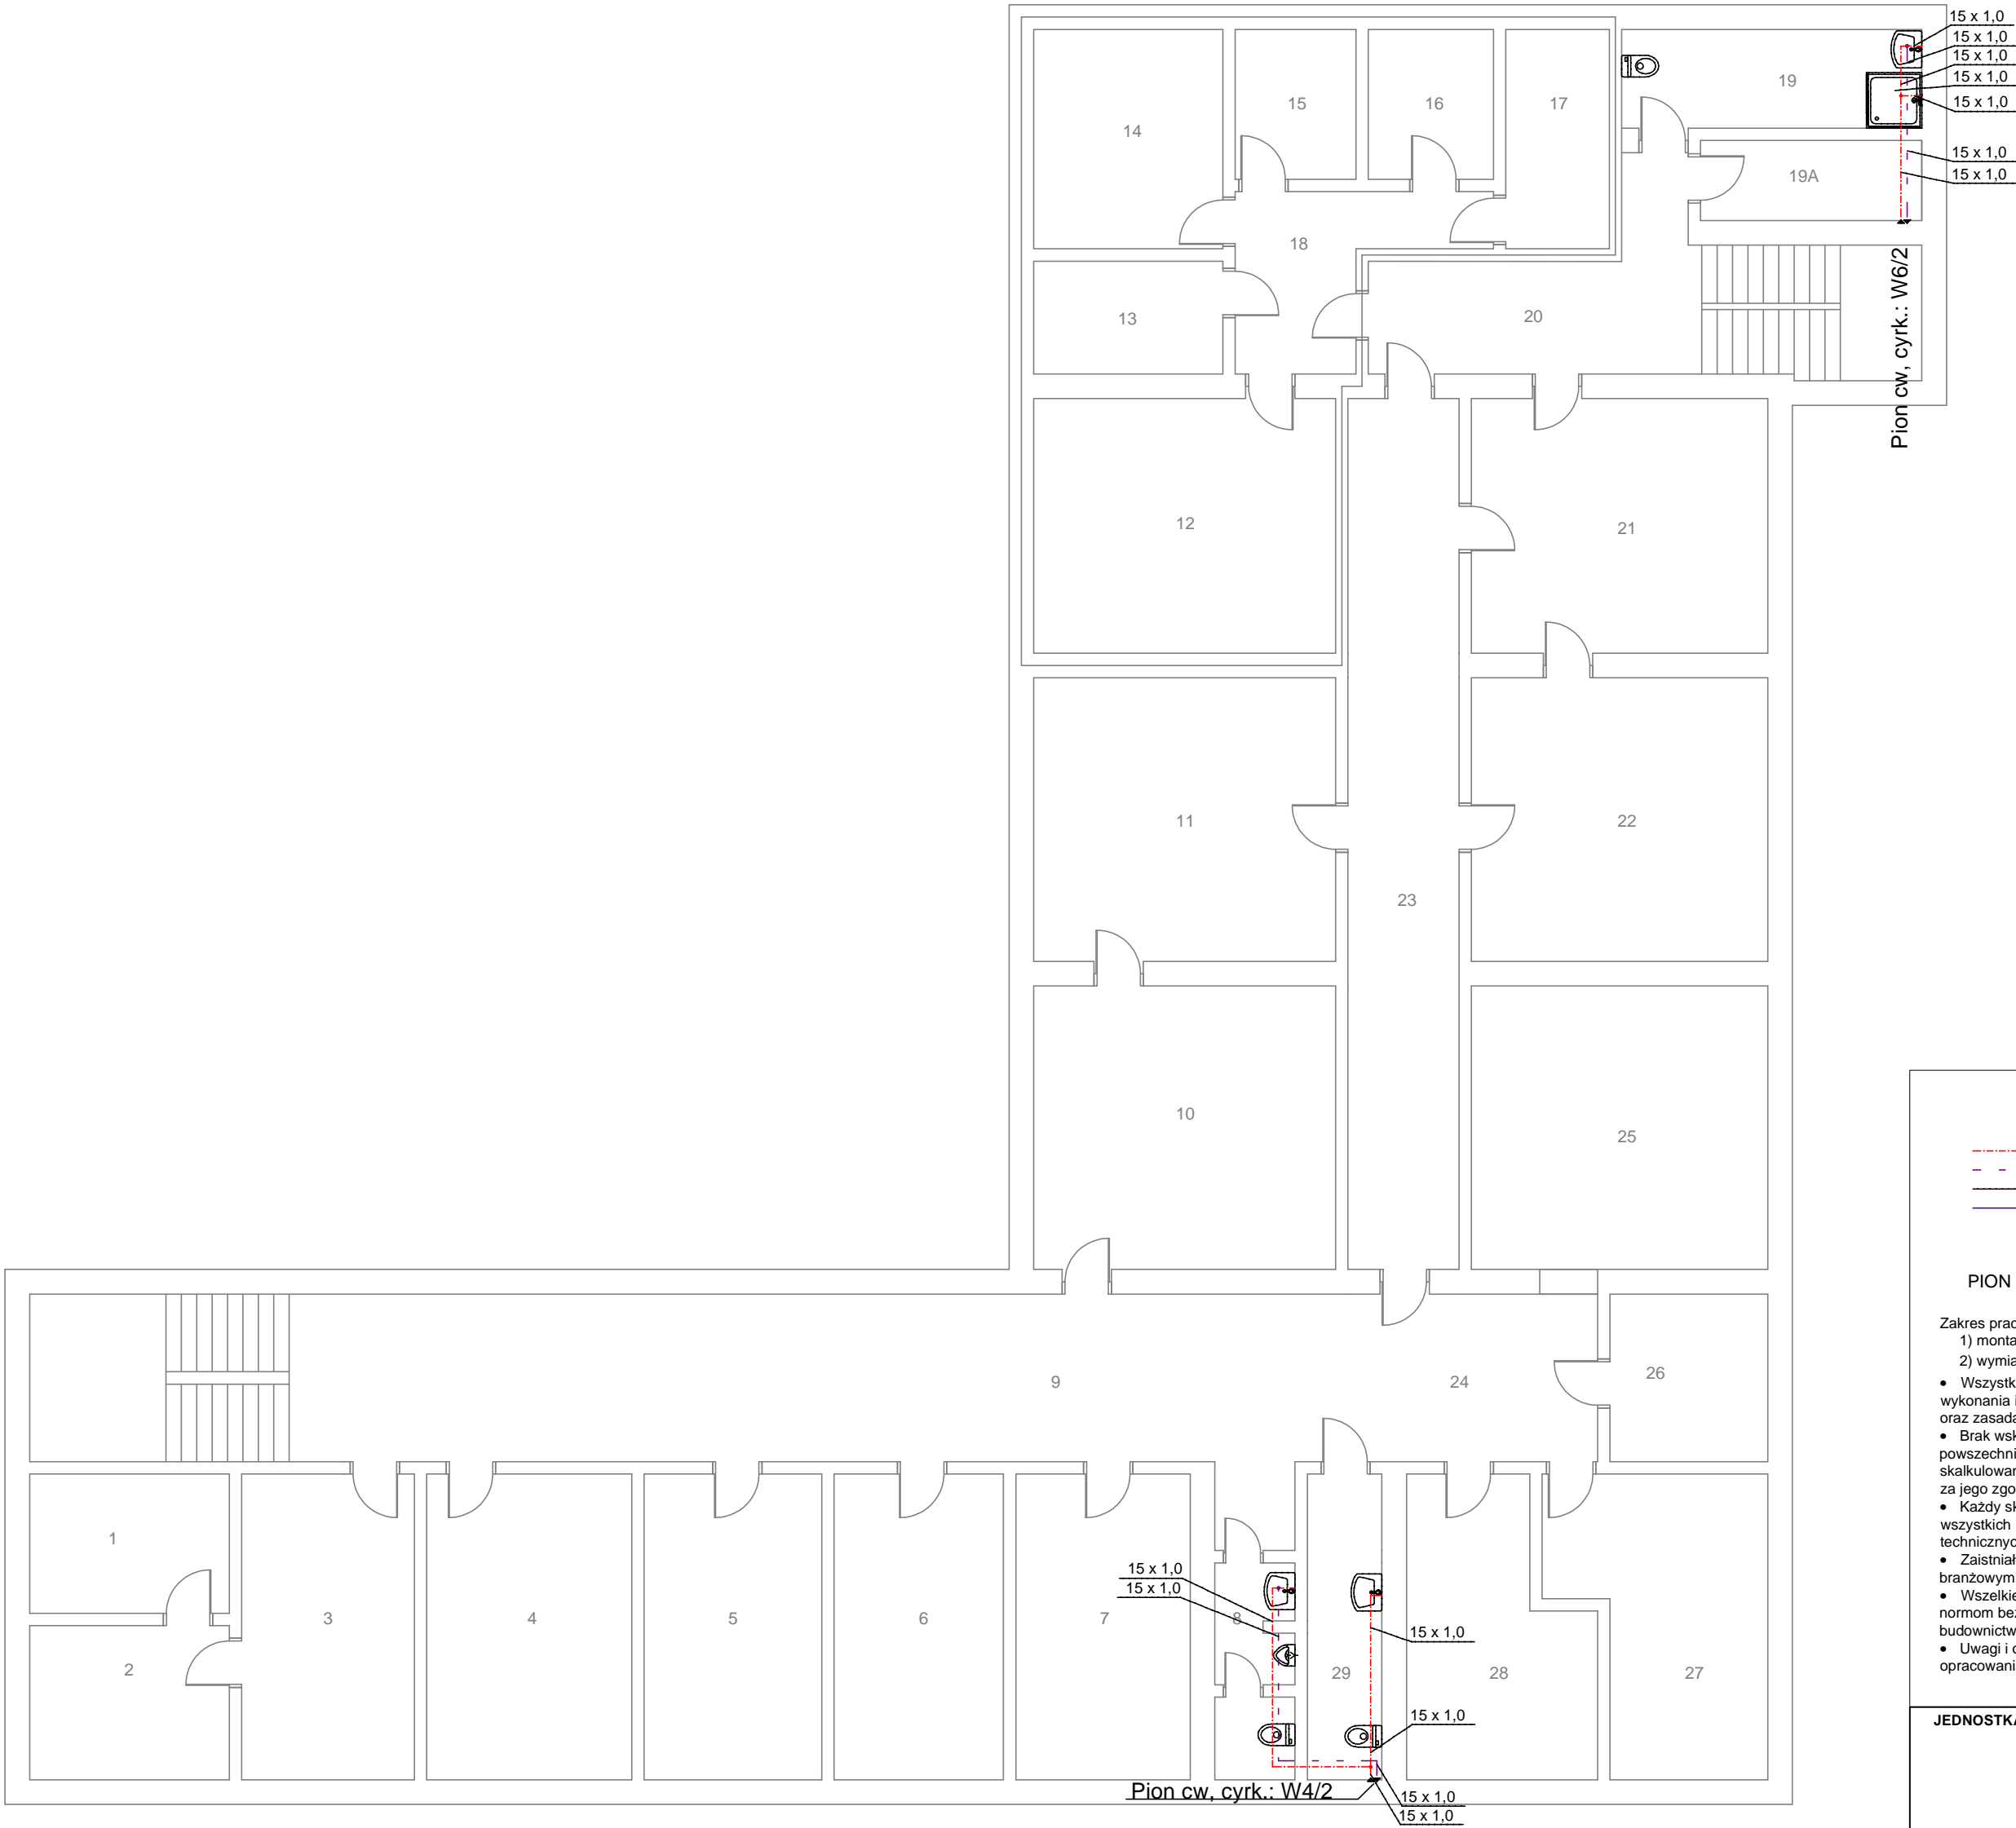 15 x 1,0
15 x 1,0
15 x 1,0
15 x 1,0
15 x 1,0
15 x 1,0
15 x 1,0
14
15
16
17
19
19A
18
13
20
Pion cw, cyrk.: W6/2
12
21
11
22
23
10
25
9
24
26
1
2
3
4
5
6
7
8
29
28
27
15 x 1,0
15 x 1,0
15 x 1,0
15 x 1,0
Pion cw, cyrk.: W4/2
15 x 1,0
15 x 1,0
PION
Zakres prac
1) monta
2) wymia
• Wszystk
wykonania i
oraz zasada
• Brak wsk
powszechni
skalkulowan
za jego zgo
• Każdy sk
wszystkich
technicznyc
• Zaistniał
branżowym
• Wszelkie
normom bez
budownictw
• Uwagi i o
opracowani
JEDNOSTKA